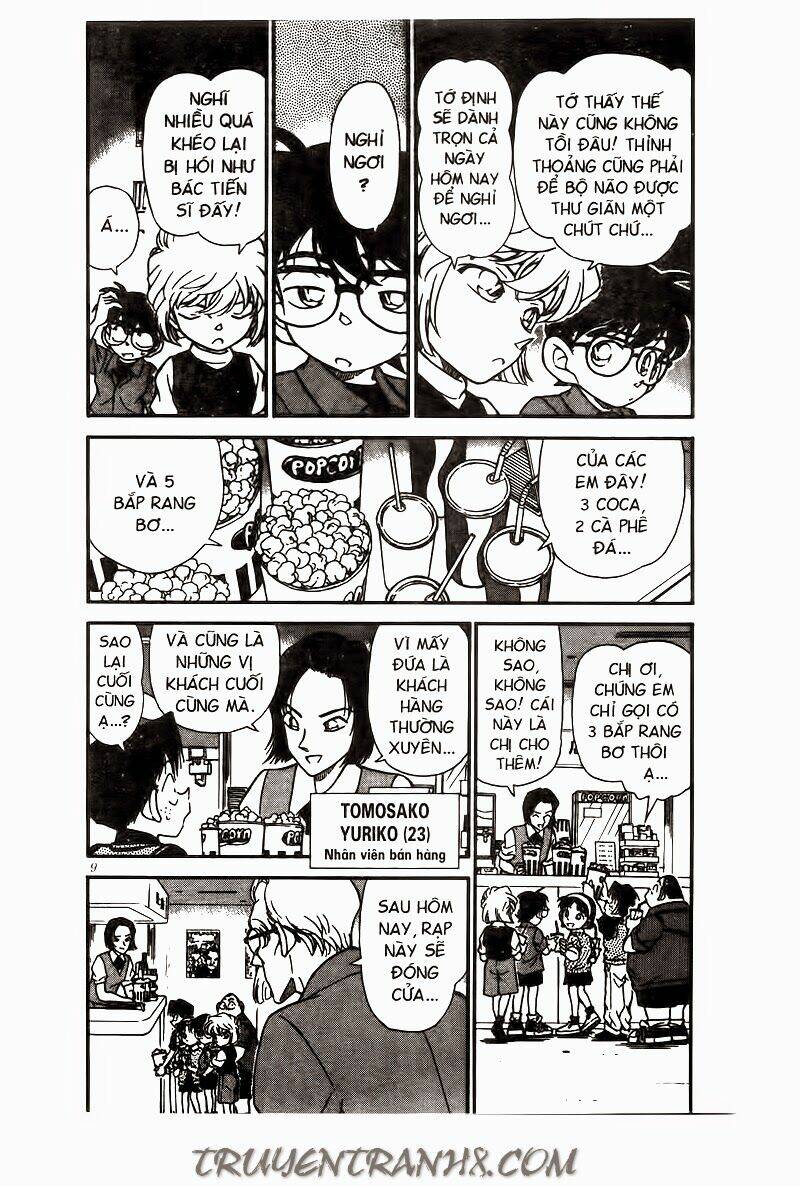 TỚ THẤY THẾ
NÀY CŨNG KHÔNG
TỒI ĐÂU! THỈNH
THOẢNG CŨNG PHẢI
ĐỂ BỘ NÃO ĐƯỢC
THƯ GIÃN MỘT
CHÚT CHỨ...
TỚ ĐỊNH
SẼ DÀNH
TRỌN CẢ
NGÀY
HÔM NAY
ĐỂ NGHỈ
NGƠI...
NGHỈ
NGƠI
?
NGHĨ
NHIỀU QUÁ
KHÉO LẠI
BỊ HÓI NHƯ
BÁC TIẾN
SĨ ĐẤY!
Á...
CỦA CÁC
EM ĐÂY!
3 COCA,
2 CÀ PHÊ
ĐÁ...
POPCORN
VÀ 5
BẮP RANG
BƠ...
CHỊ ƠI,
CHÚNG EM
CHỈ GỌI CÓ
3 BẮP RANG
BƠ THÔI
Ạ...
KHÔNG
SAO,
KHÔNG
SAO! CÁI
NÀY LÀ
CHỊ CHO
THÊM!
POPCORN
VÌ MẤY
ĐỨA LÀ
KHÁCH
HÀNG
THƯỜNG
XUYÊN...
VÀ CŨNG LÀ
NHỮNG VỊ
KHÁCH CUỐI
CÙNG MÀ.
SAO
LẠI
CUỐI
CÙNG
Ạ...?
TOMOSAKO
YURIKO (23)
Nhân viên bán hàng
9
SAU HÔM
NAY, RẠP
NÀY SẼ
ĐÓNG
CỬA...
TRUYENTRANH8.COM